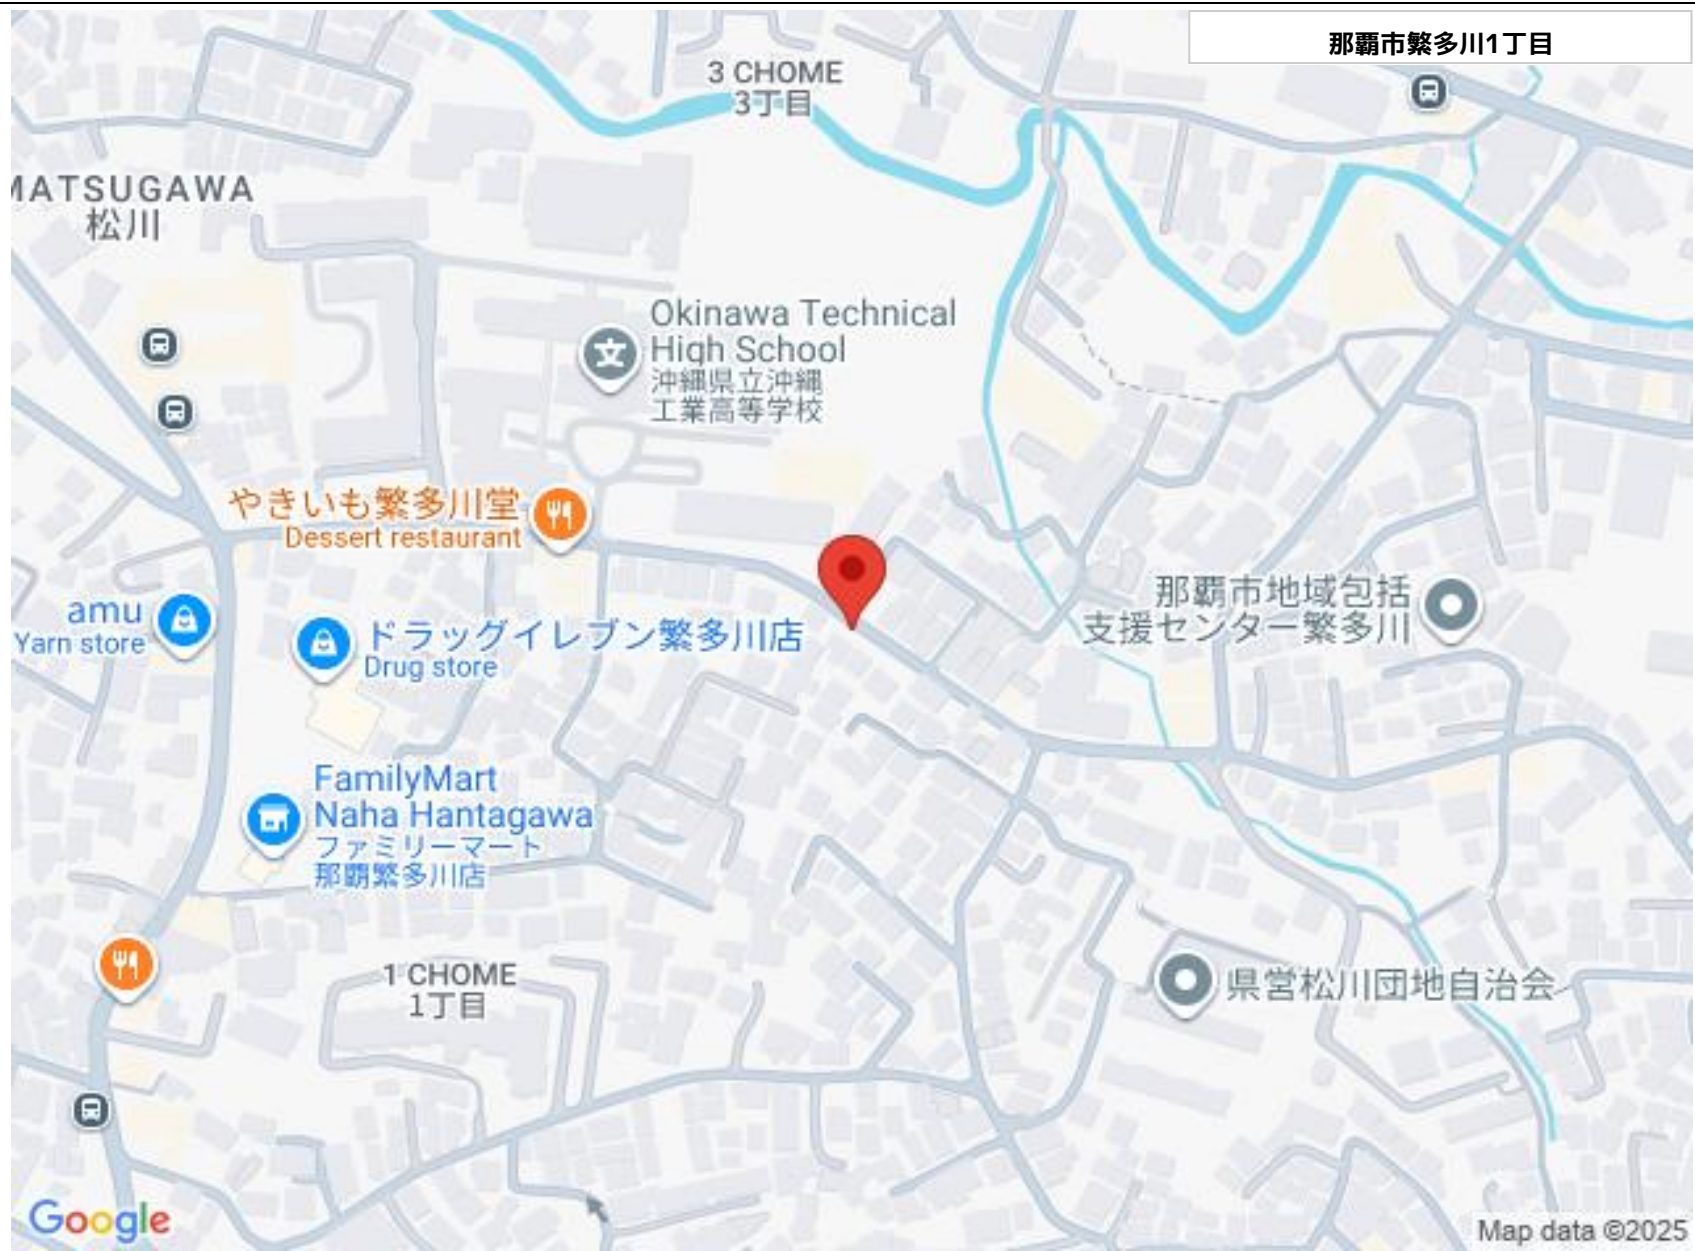 那覇市繁多川1丁目
3 CHOME
3丁目
MATSUGAWA
松川
Okinawa Technical
High School
沖縄県立沖縄
工業高等学校
やきいも繁多川堂
Dessert restaurant
amu
Yarn store
ドラッグイレブン繁多川店
Drug store
那覇市地域包括
支援センター繁多川
FamilyMart
Naha Hantagawa
ファミリーマート
那覇繁多川店
1 CHOME
1丁目
県営松川団地自治会
Google
Map data ©2025